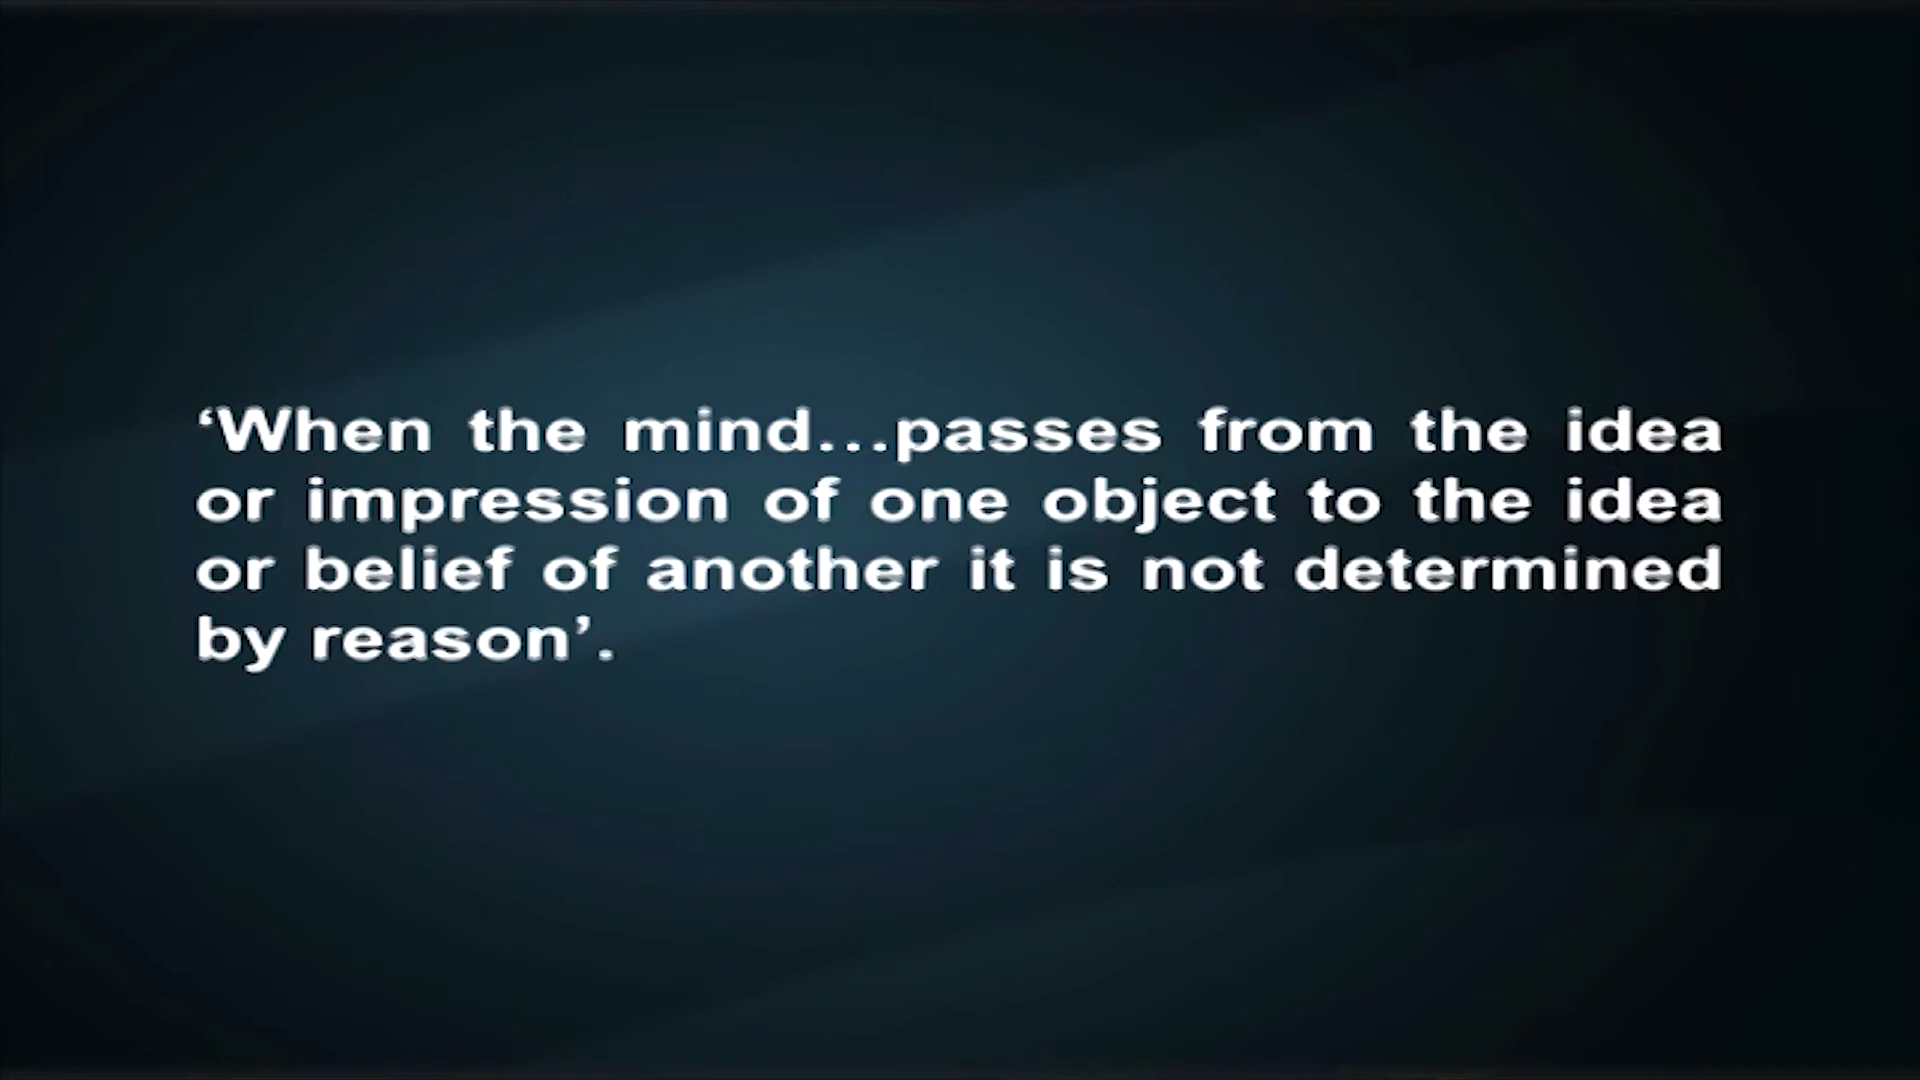 ‘When the mind...passes from the idea
or impression of one object to the idea
or belief of another it is not determined
by reason’.